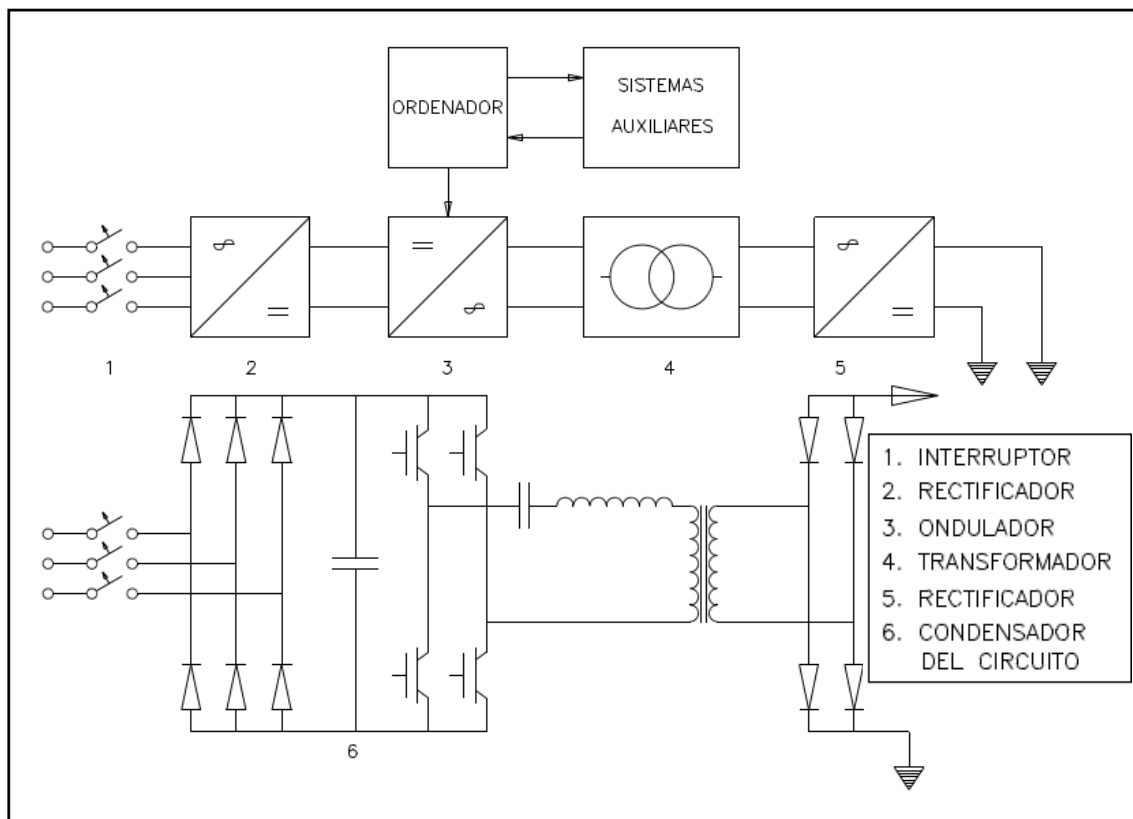 ORDENADOR
SISTEMAS
AUXILIARES
1
2
3
4
5
6
1. INTERRUPTOR
2. RECTIFICADOR
3. ONDULADOR
4. TRANSFORMADOR
5. RECTIFICADOR
6. CONDENSADOR
DEL CIRCUITO